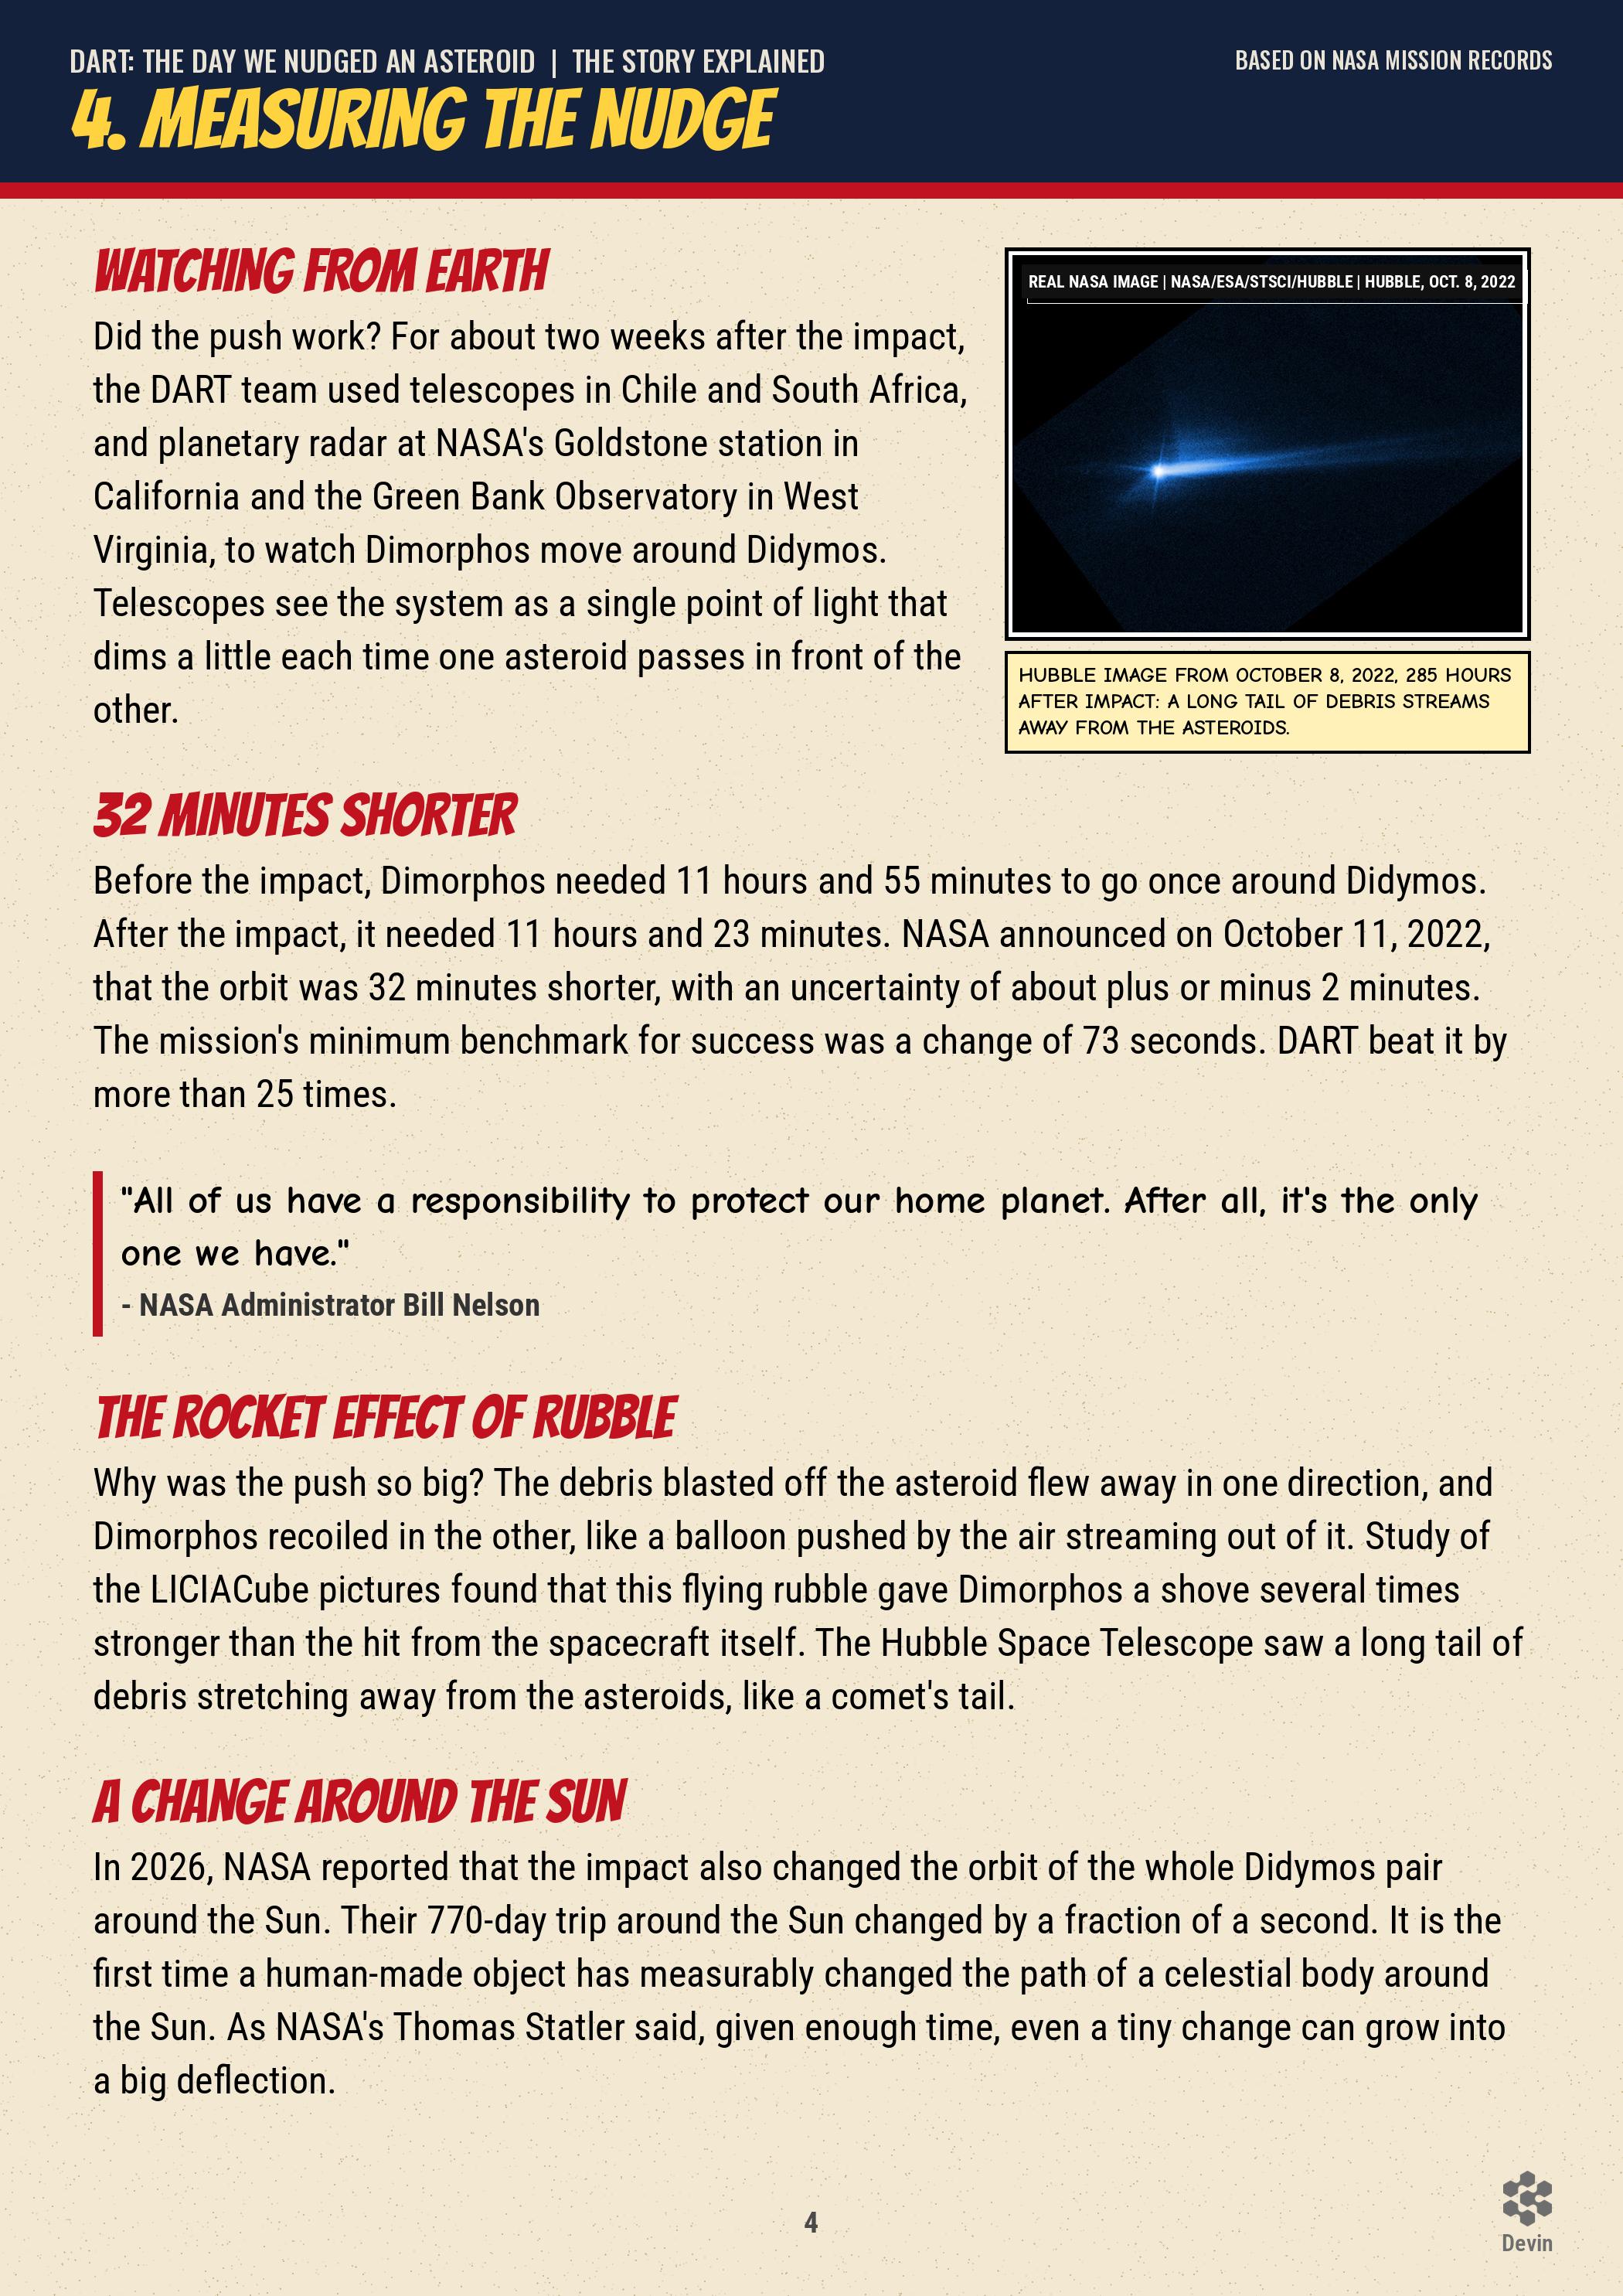 DART: THE DAY WE NUDGED AN ASTEROID | THE STORY EXPLAINED
BASED ON NASA MISSION RECORDS
4. MEASURING THE NUDGE
WATCHING FROM EARTH
Did the push work? For about two weeks after the impact,
the DART team used telescopes in Chile and South Africa,
and planetary radar at NASA's Goldstone station in
California and the Green Bank Observatory in West
Virginia, to watch Dimorphos move around Didymos.
Telescopes see the system as a single point of light that
dims a little each time one asteroid passes in front of the
other.
REAL NASA IMAGE | NASA/ESA/STSCI/HUBBLE | HUBBLE, OCT. 8, 2022
HUBBLE IMAGE FROM OCTOBER 8, 2022, 285 HOURS
AFTER IMPACT: A LONG TAIL OF DEBRIS STREAMS
AWAY FROM THE ASTEROIDS.
32 MINUTES SHORTER
Before the impact, Dimorphos needed 11 hours and 55 minutes to go once around Didymos.
After the impact, it needed 11 hours and 23 minutes. NASA announced on October 11, 2022,
that the orbit was 32 minutes shorter, with an uncertainty of about plus or minus 2 minutes.
The mission's minimum benchmark for success was a change of 73 seconds. DART beat it by
more than 25 times.
"All of us have a responsibility to protect our home planet. After all, it's the only
one we have."
- NASA Administrator Bill Nelson
THE ROCKET EFFECT OF RUBBLE
Why was the push so big? The debris blasted off the asteroid flew away in one direction, and
Dimorphos recoiled in the other, like a balloon pushed by the air streaming out of it. Study of
the LICIACube pictures found that this flying rubble gave Dimorphos a shove several times
stronger than the hit from the spacecraft itself. The Hubble Space Telescope saw a long tail of
debris stretching away from the asteroids, like a comet's tail.
A CHANGE AROUND THE SUN
In 2026, NASA reported that the impact also changed the orbit of the whole Didymos pair
around the Sun. Their 770-day trip around the Sun changed by a fraction of a second. It is the
first time a human-made object has measurably changed the path of a celestial body around
the Sun. As NASA's Thomas Statler said, given enough time, even a tiny change can grow into
a big deflection.
4
Devin